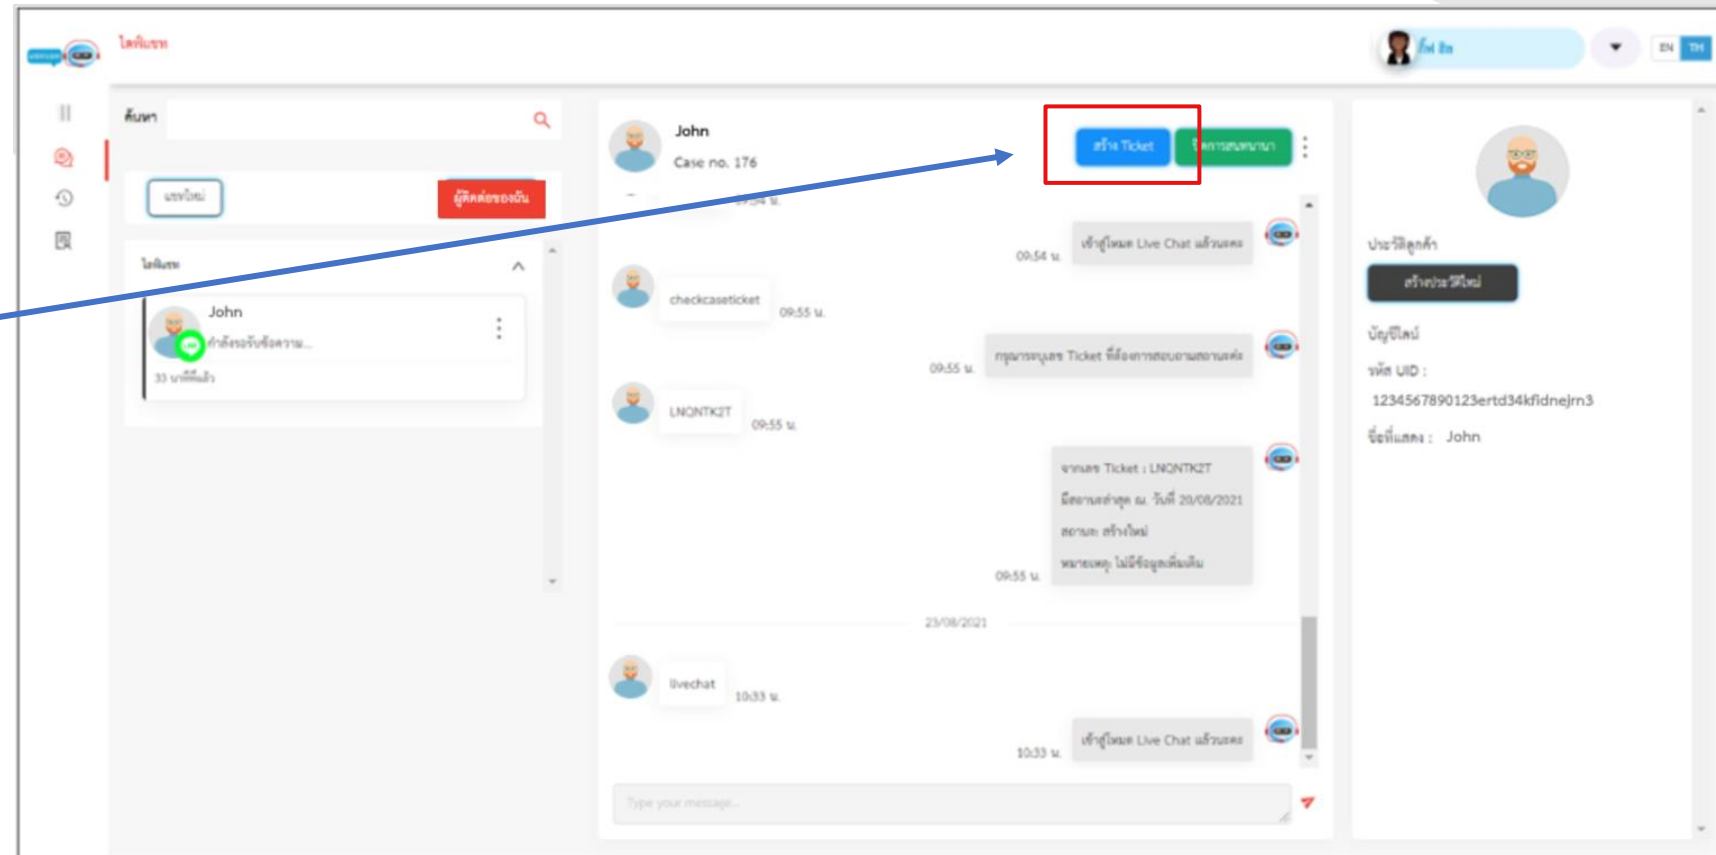 ไลฟ์แชท
EN TH
ค้นหา
แชทใหม่
ผู้ติดต่อของฉัน
ไลฟ์แชท
John
กำลังรอรับข้อความ...
33 นาทีที่แล้ว
John
Case no. 176
สร้าง Ticket
ปิดการสนทนา
09:54 น.
เข้าสู่โหมด Live Chat แล้วนะคะ
09:54 น.
checkcaseticket
09:55 น.
กรุณาระบุเลข Ticket ที่ต้องการสอบถามสถานะค่ะ
09:55 น.
LNQNTK2T
09:55 น.
จากเลข Ticket : LNQNTK2T
มีสถานะล่าสุด ณ. วันที่ 20/08/2021
สถานะ: สร้างใหม่
หมายเหตุ: ไม่มีข้อมูลเพิ่มเติม
09:55 น.
23/08/2021
livechat
10:33 น.
เข้าสู่โหมด Live Chat แล้วนะคะ
10:33 น.
Type your message...
ประวัติลูกค้า
สร้างประวัติใหม่
บัญชีไลน์
รหัส UID :
1234567890123ertd34kfidnejrn3
ชื่อที่แสดง : John